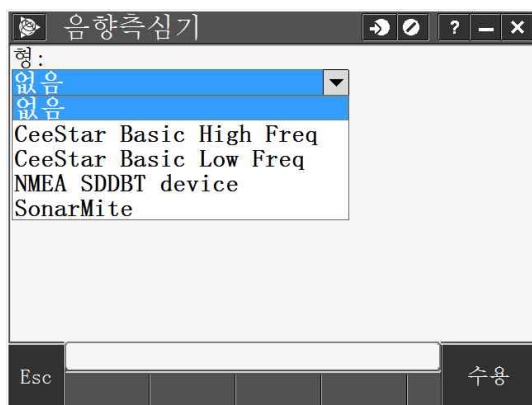 음향측심기
?
형:
없음
없음
CeeStar Basic High Freq
CeeStar Basic Low Freq
NMEA SDDBT device
SonarMite
Esc
수용